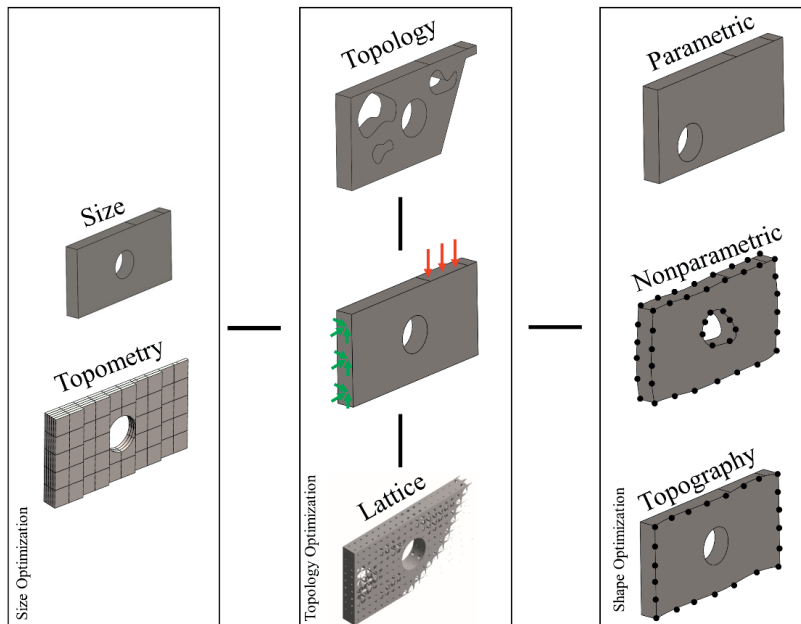 Size
Topometry
Size Optimization
Topology
Lattice
Topology Optimization
Parametric
Nonparametric
Topography
Shape Optimization